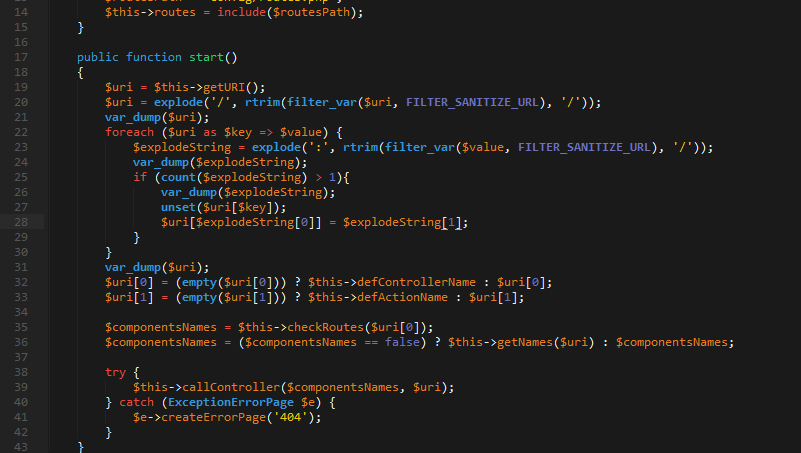 14 $this->routes = include($routesPath);
15 }
16
17 public function start()
18 {
19 $uri = $this->getURI();
20 $uri = explode('/', rtrim(filter_var($uri, FILTER_SANITIZE_URL), '/'));
21 var_dump($uri);
22 foreach ($uri as $key => $value) {
23 $explodeString = explode(':', rtrim(filter_var($value, FILTER_SANITIZE_URL), '/'));
24 var_dump($explodeString);
25 if (count($explodeString) > 1){
26 var_dump($explodeString);
27 unset($uri[$key]);
28 $uri[$explodeString[0]] = $explodeString[1];
29 }
30 }
31 var_dump($uri);
32 $uri[0] = (empty($uri[0])) ? $this->defControllerName : $uri[0];
33 $uri[1] = (empty($uri[1])) ? $this->defActionName : $uri[1];
34
35 $componentsNames = $this->checkRoutes($uri[0]);
36 $componentsNames = ($componentsNames == false) ? $this->getNames($uri) : $componentsNames;
37
38 try {
39 $this->callController($componentsNames, $uri);
40 } catch (ExceptionErrorPage $e) {
41 $e->createErrorPage('404');
42 }
43 }